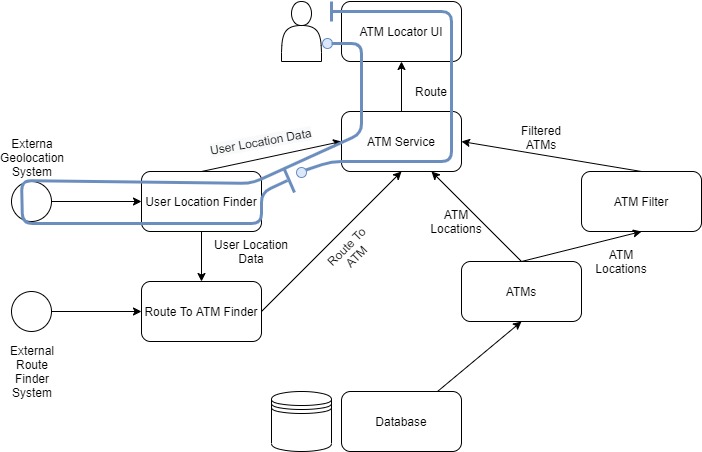 ATM Locator UI
Route
User Location Data
ATM Service
Filtered
ATMs
Externa
Geolocation
System
User Location Finder
ATM Filter
ATM
Locations
User Location
Data
Route To
ATM
ATM
Locations
Route To ATM Finder
ATMs
External
Route
Finder
System
Database